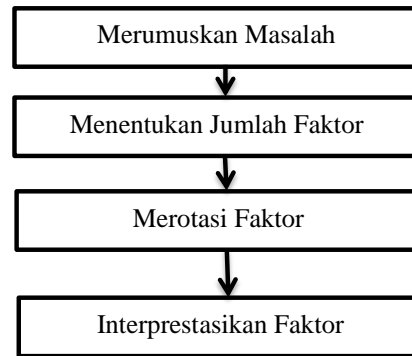 Merumuskan Masalah
Menentukan Jumlah Faktor
Merotasi Faktor
Interprestasikan Faktor